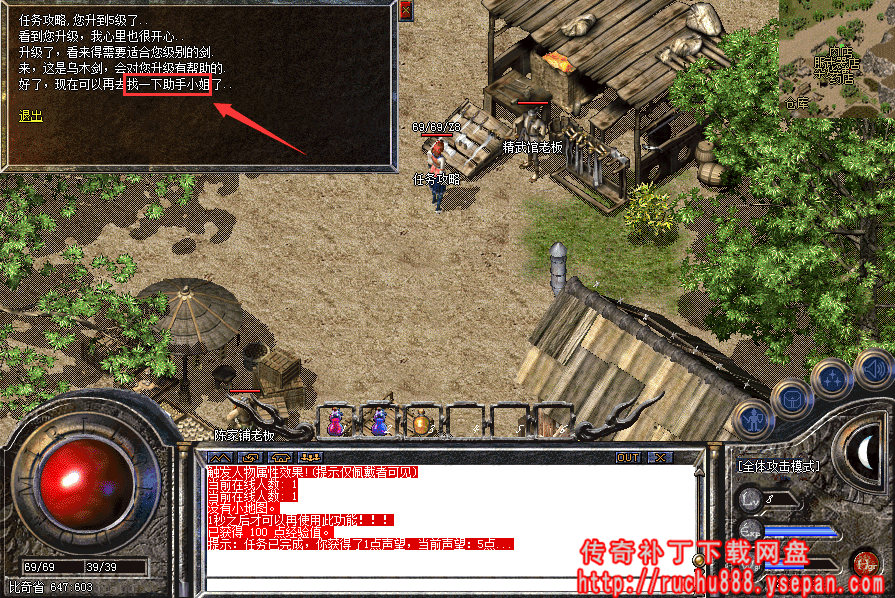 任务攻略,您升到5级了..
看到您升级，我心里也很开心..
升级了，看来得需要适合您级别的剑.
来，这是乌木剑，会对您升级有帮助的.
好了，现在可以再去找一下助手小姐了..
退出
肉店
仓库
69/69/Z8
任务攻略
精武馆老板
陈家铺老板
OUT
触发人物属性效果!(提示仅佩戴者可见)
当前在线人数：1
当前在线人数：1
没有小地图。
1秒之后才可以再使用此功能！！！
已获得 100 点经验值。
提示：任务已完成，你获得了1点声望，当前声望：5点...
[全体攻击模式]
Lv 8
Exp
69/69 39/39
比奇省 647:603
传奇补丁下载网盘
http://ruchu888.ysepan.com